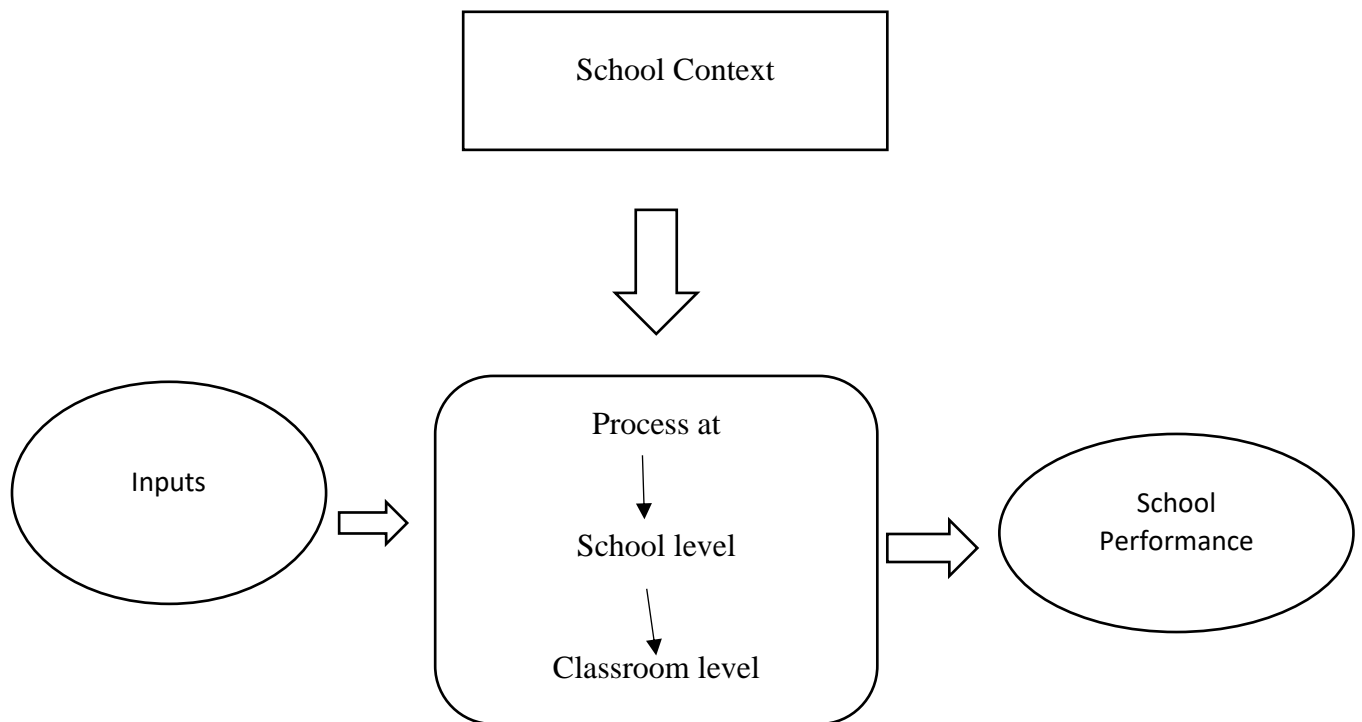 School Context
Process at
Inputs
School level
School
Performance
Classroom level